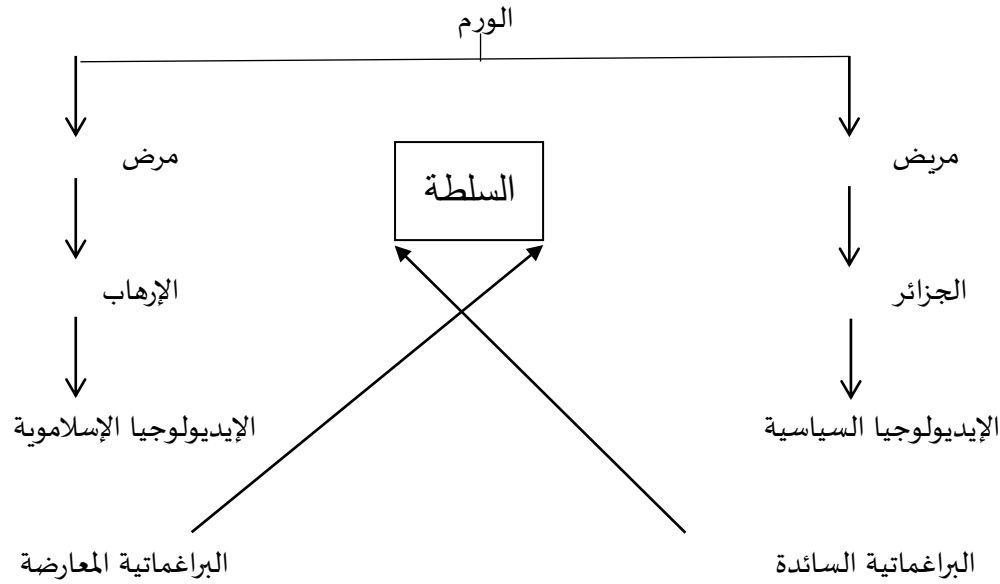 الورم
مريض
مرض
السلطة
الجزائر
الإرهاب
الإيديولوجيا السياسية
الإيديولوجيا الإسلاموية
البراغماتية السائدة
البراغماتية المعارضة